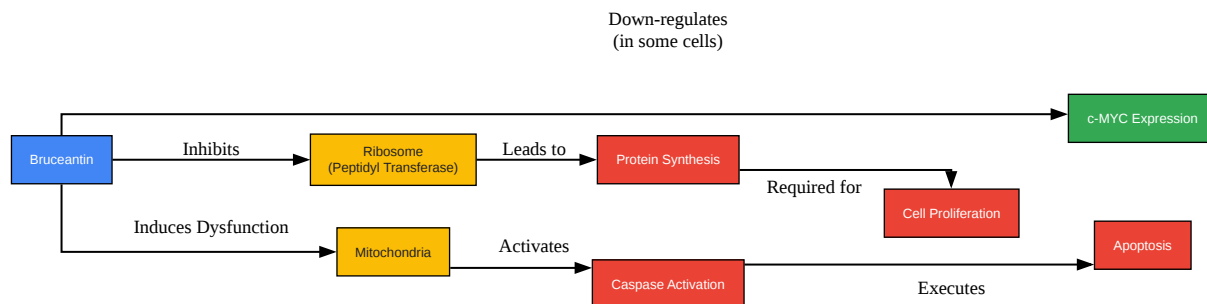 Down-regulates
(in some cells)
c-MYC Expression
Bruceantin
Inhibits
Ribosome
(Peptidyl Transferase)
Leads to
Protein Synthesis
Required for
Cell Proliferation
Induces Dysfunction
Mitochondria
Activates
Caspase Activation
Executes
Apoptosis